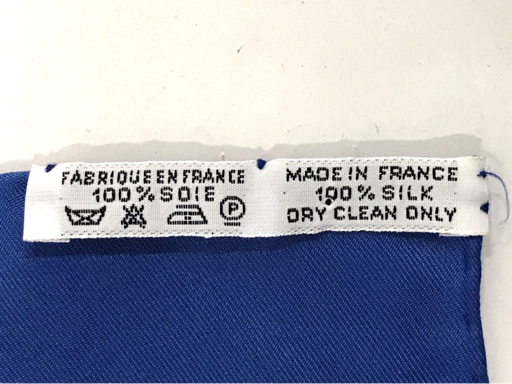 FABRIQUE EN FRANCE
100 % SOIE
P
MADE IN FRANCE
100 % SILK
DRY CLEAN ONLY